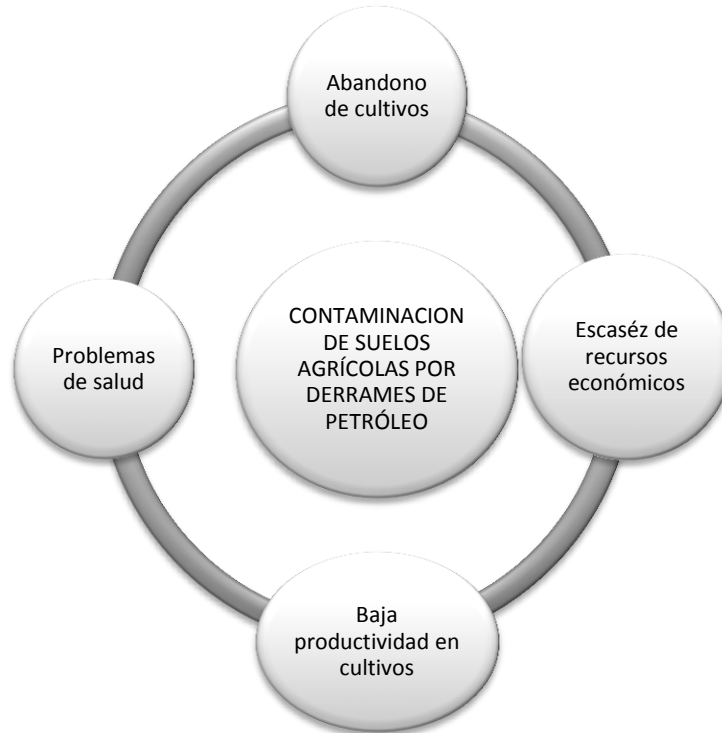 Abandono
de cultivos
CONTAMINACION
DE SUELOS
AGRÍCOLAS POR
DERRAMES DE
PETRÓLEO
Escaséz de
recursos
económicos
Problemas
de salud
Baja
productividad en
cultivos